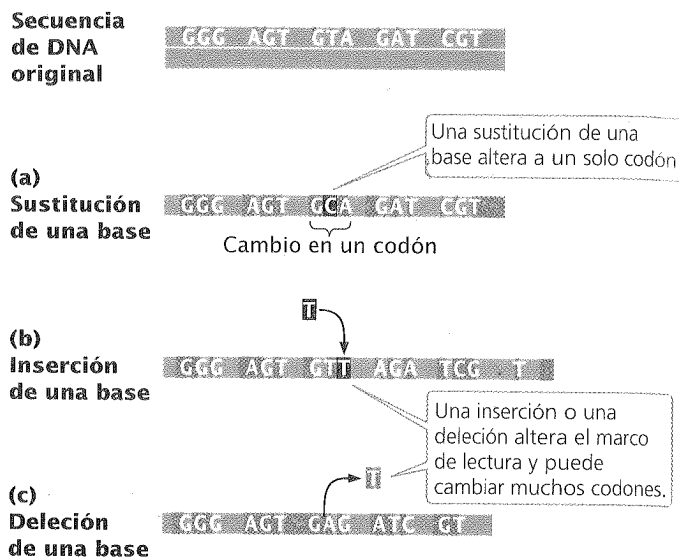 Secuencia
de DNA
original
GGG AGT GTA GAT CGT
Una sustitución de una
base altera a un solo codón
(a)
Sustitución
de una base
GGG AGT GCA GAT CGT
Cambio en un codón
T
(b)
Inserción
de una base
GGG AGT GTT AGA TCG T
Una inserción o una
deleción altera el marco
de lectura y puede
cambiar muchos codones.
T
(c)
Deleción
de una base
GGG AGT GAG ATC GT